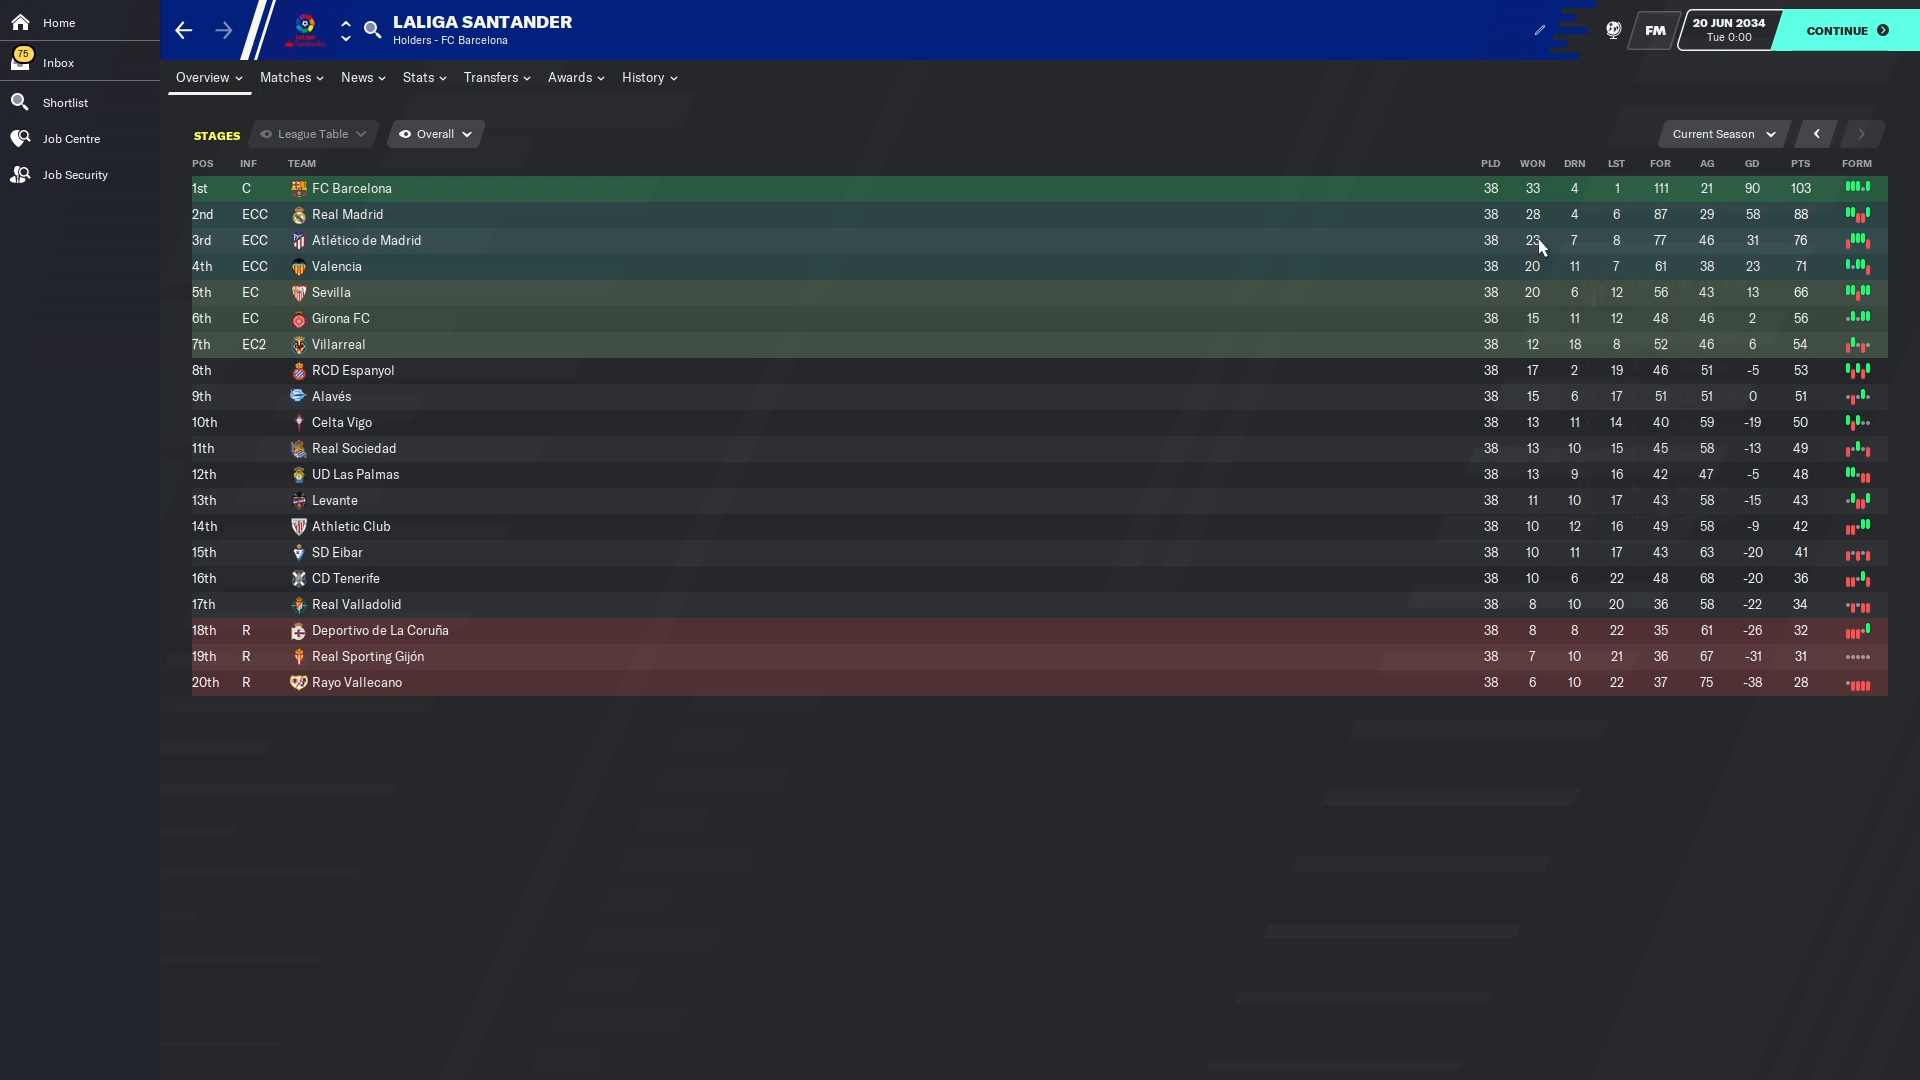 Home
75
Inbox
Shortlist
Job Centre
Job Security
LALIGA SANTANDER
Holders - FC Barcelona
FM
20 JUN 2034
Tue 0:00
CONTINUE
Overview Matches News Stats Transfers Awards History
STAGES League Table Overall Current Season
POS INF TEAM PLD WON DRN LST FOR AG GD PTS FORM
1st C FC Barcelona 38 33 4 1 111 21 90 103
2nd ECC Real Madrid 38 28 4 6 87 29 58 88
3rd ECC Atlético de Madrid 38 23 7 8 77 46 31 76
4th ECC Valencia 38 20 11 7 61 38 23 71
5th EC Sevilla 38 20 6 12 56 43 13 66
6th EC Girona FC 38 15 11 12 48 46 2 56
7th EC2 Villarreal 38 12 18 8 52 46 6 54
8th RCD Espanyol 38 17 2 19 46 51 -5 53
9th Alavés 38 15 6 17 51 51 0 51
10th Celta Vigo 38 13 11 14 40 59 -19 50
11th Real Sociedad 38 13 10 15 45 58 -13 49
12th UD Las Palmas 38 13 9 16 42 47 -5 48
13th Levante 38 11 10 17 43 58 -15 43
14th Athletic Club 38 10 12 16 49 58 -9 42
15th SD Eibar 38 10 11 17 43 63 -20 41
16th CD Tenerife 38 10 6 22 48 68 -20 36
17th Real Valladolid 38 8 10 20 36 58 -22 34
18th R Deportivo de La Coruña 38 8 8 22 35 61 -26 32
19th R Real Sporting Gijón 38 7 10 21 36 67 -31 31
20th R Rayo Vallecano 38 6 10 22 37 75 -38 28